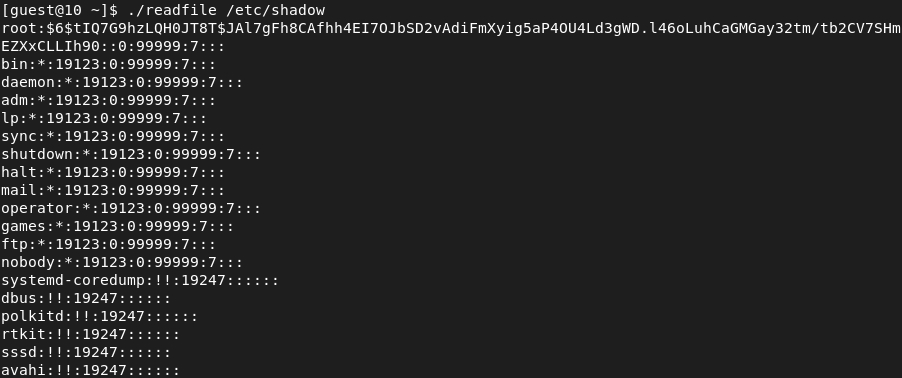 [guest@10 ~]$ ./readfile /etc/shadow
root:$6$tIQ7G9hzLQH0JT8T$JAl7gFh8CAfhh4EI7OJbSD2vAdiFmXyig5aP4OU4Ld3gWD.l46oLuhCaGMGay32tm/tb2CV7SHm
EZXxCLLIh90::0:99999:7:::
bin:*:19123:0:99999:7:::
daemon:*:19123:0:99999:7:::
adm:*:19123:0:99999:7:::
lp:*:19123:0:99999:7:::
sync:*:19123:0:99999:7:::
shutdown:*:19123:0:99999:7:::
halt:*:19123:0:99999:7:::
mail:*:19123:0:99999:7:::
operator:*:19123:0:99999:7:::
games:*:19123:0:99999:7:::
ftp:*:19123:0:99999:7:::
nobody:*:19123:0:99999:7:::
systemd-coredump:!!:19247::::::
dbus:!!:19247::::::
polkitd:!!:19247::::::
rtkit:!!:19247::::::
sssd:!!:19247::::::
avahi:!!:19247::::::